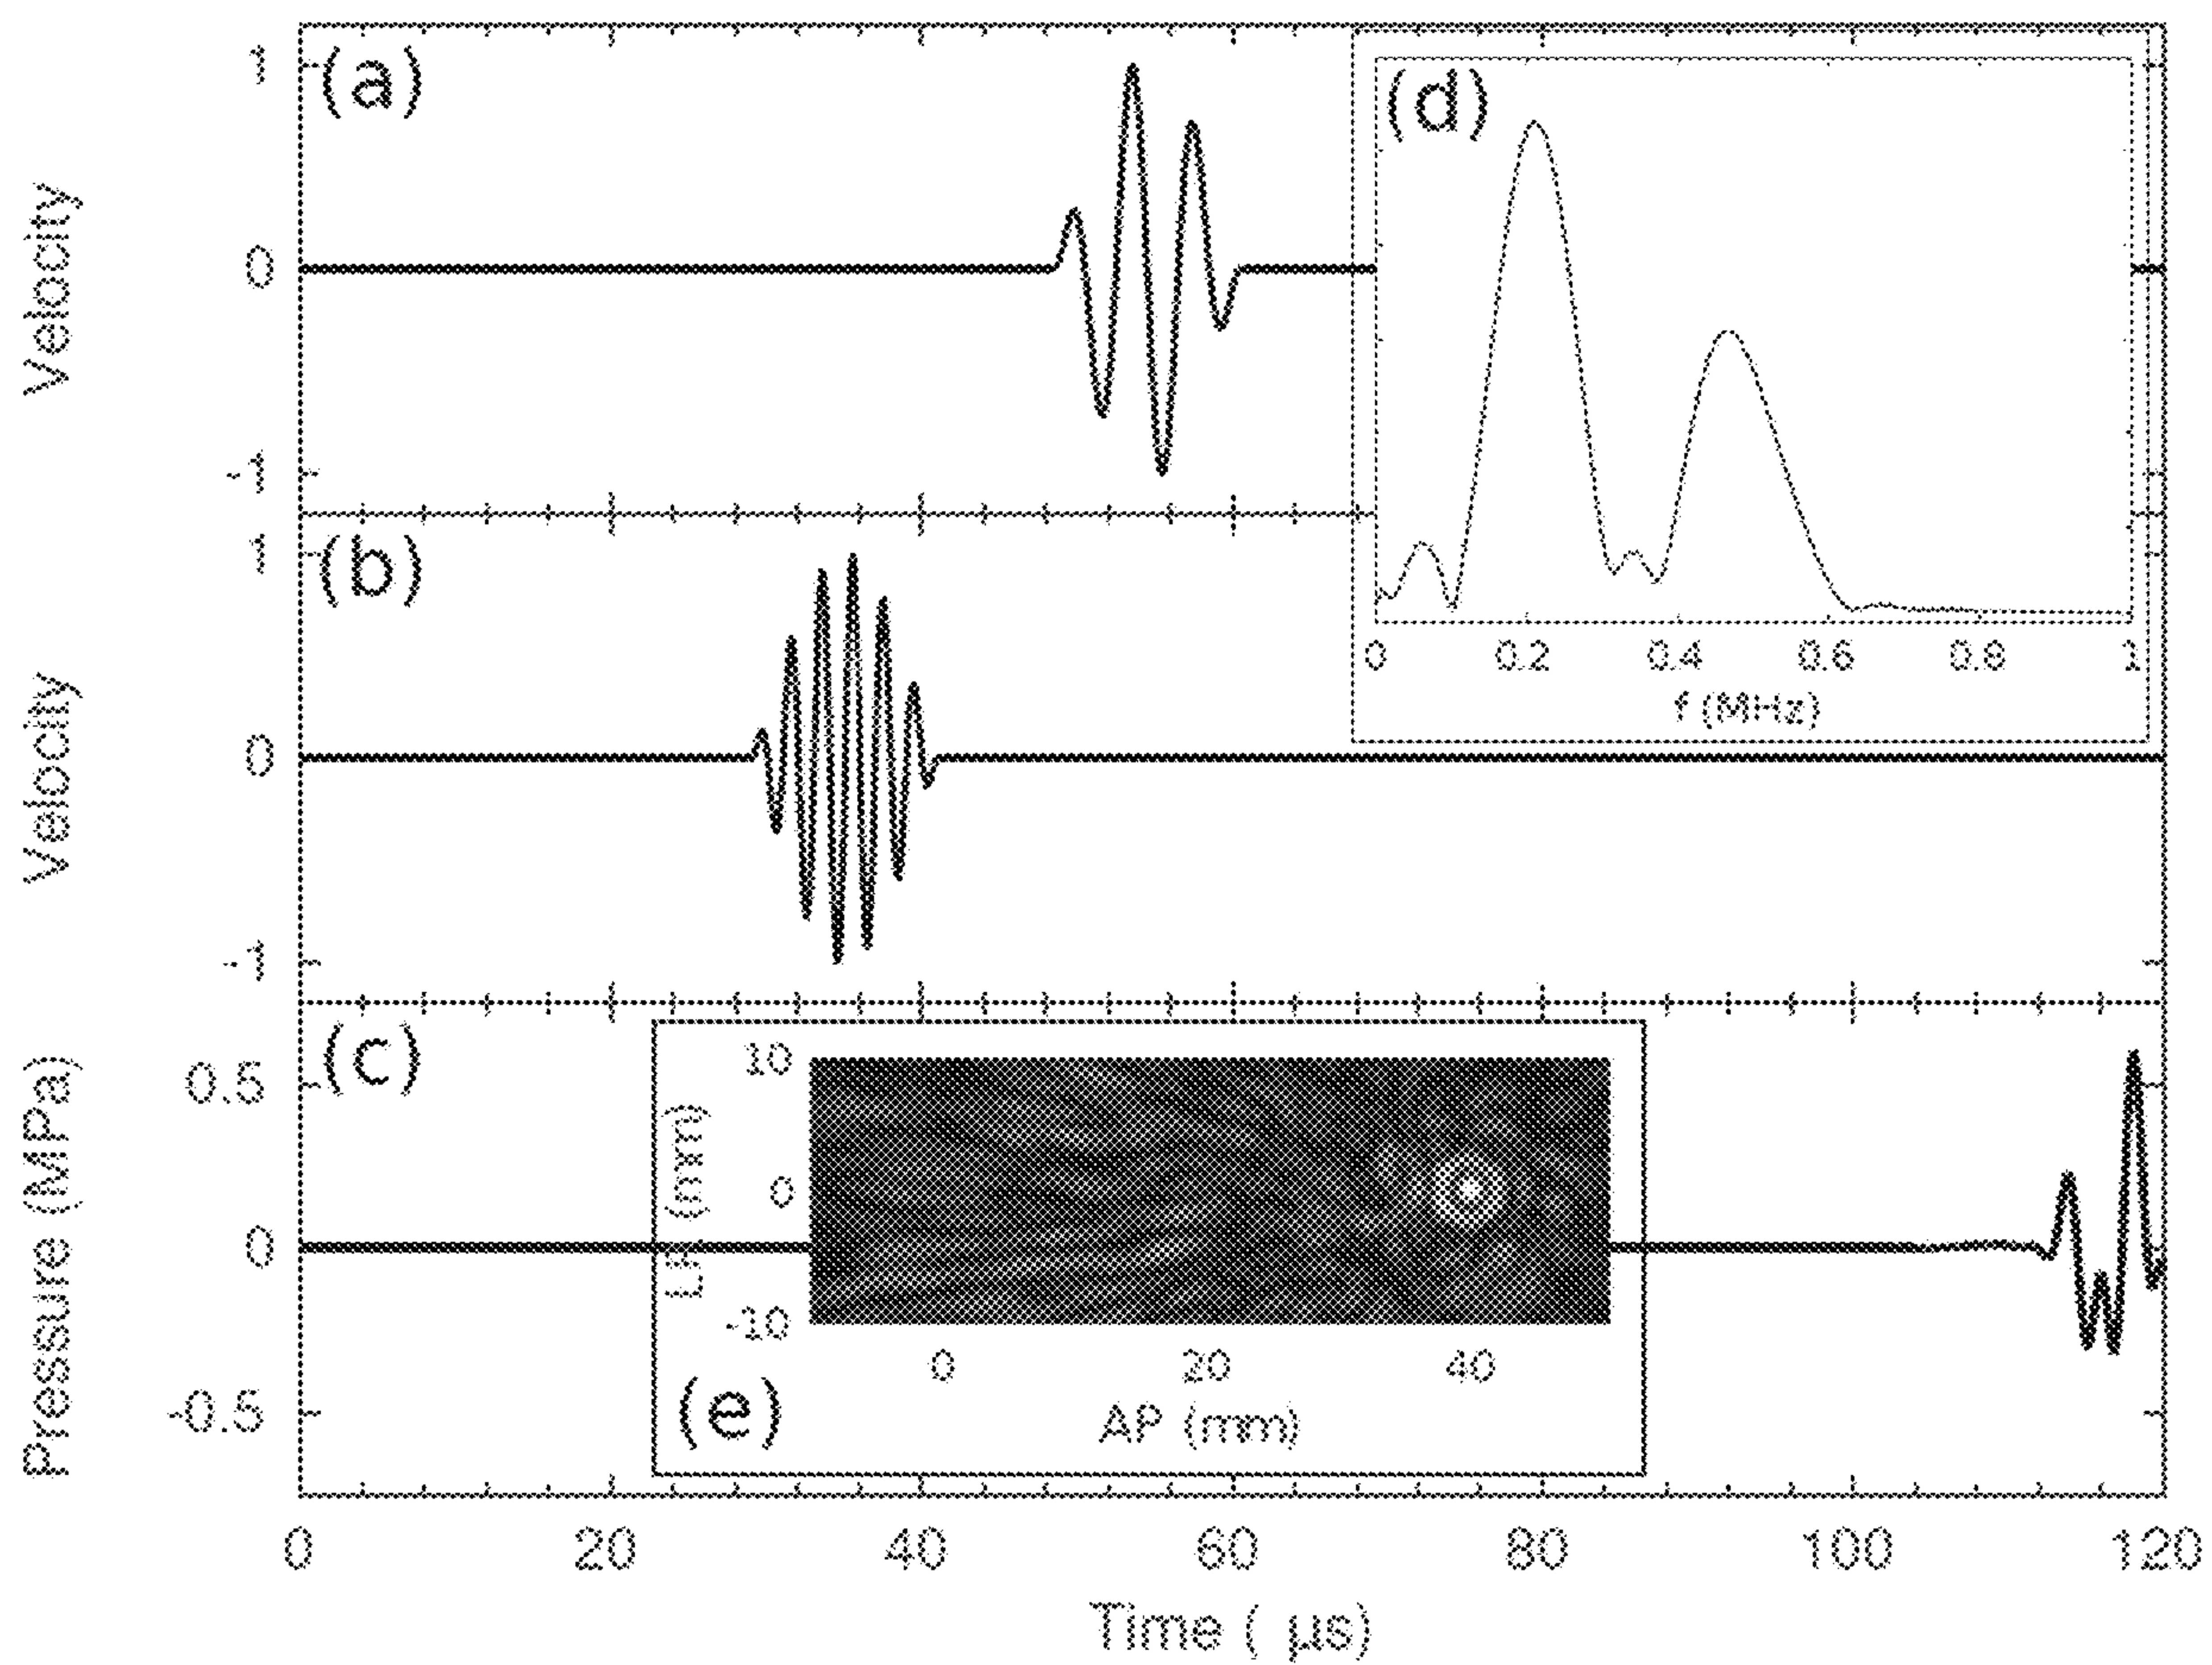 (a)
Velocity
1
0
-1
(d)
0 0.2 0.4 0.6 0.8 1
f (MHz)
(b)
Velocity
1
0
-1
(c)
Pressure (MPa)
0.5
0
-0.5
10
0
-10
(mm)
0 20 40
AP (mm)
(e)
0 20 40 60 80 100 120
Time ( µs)